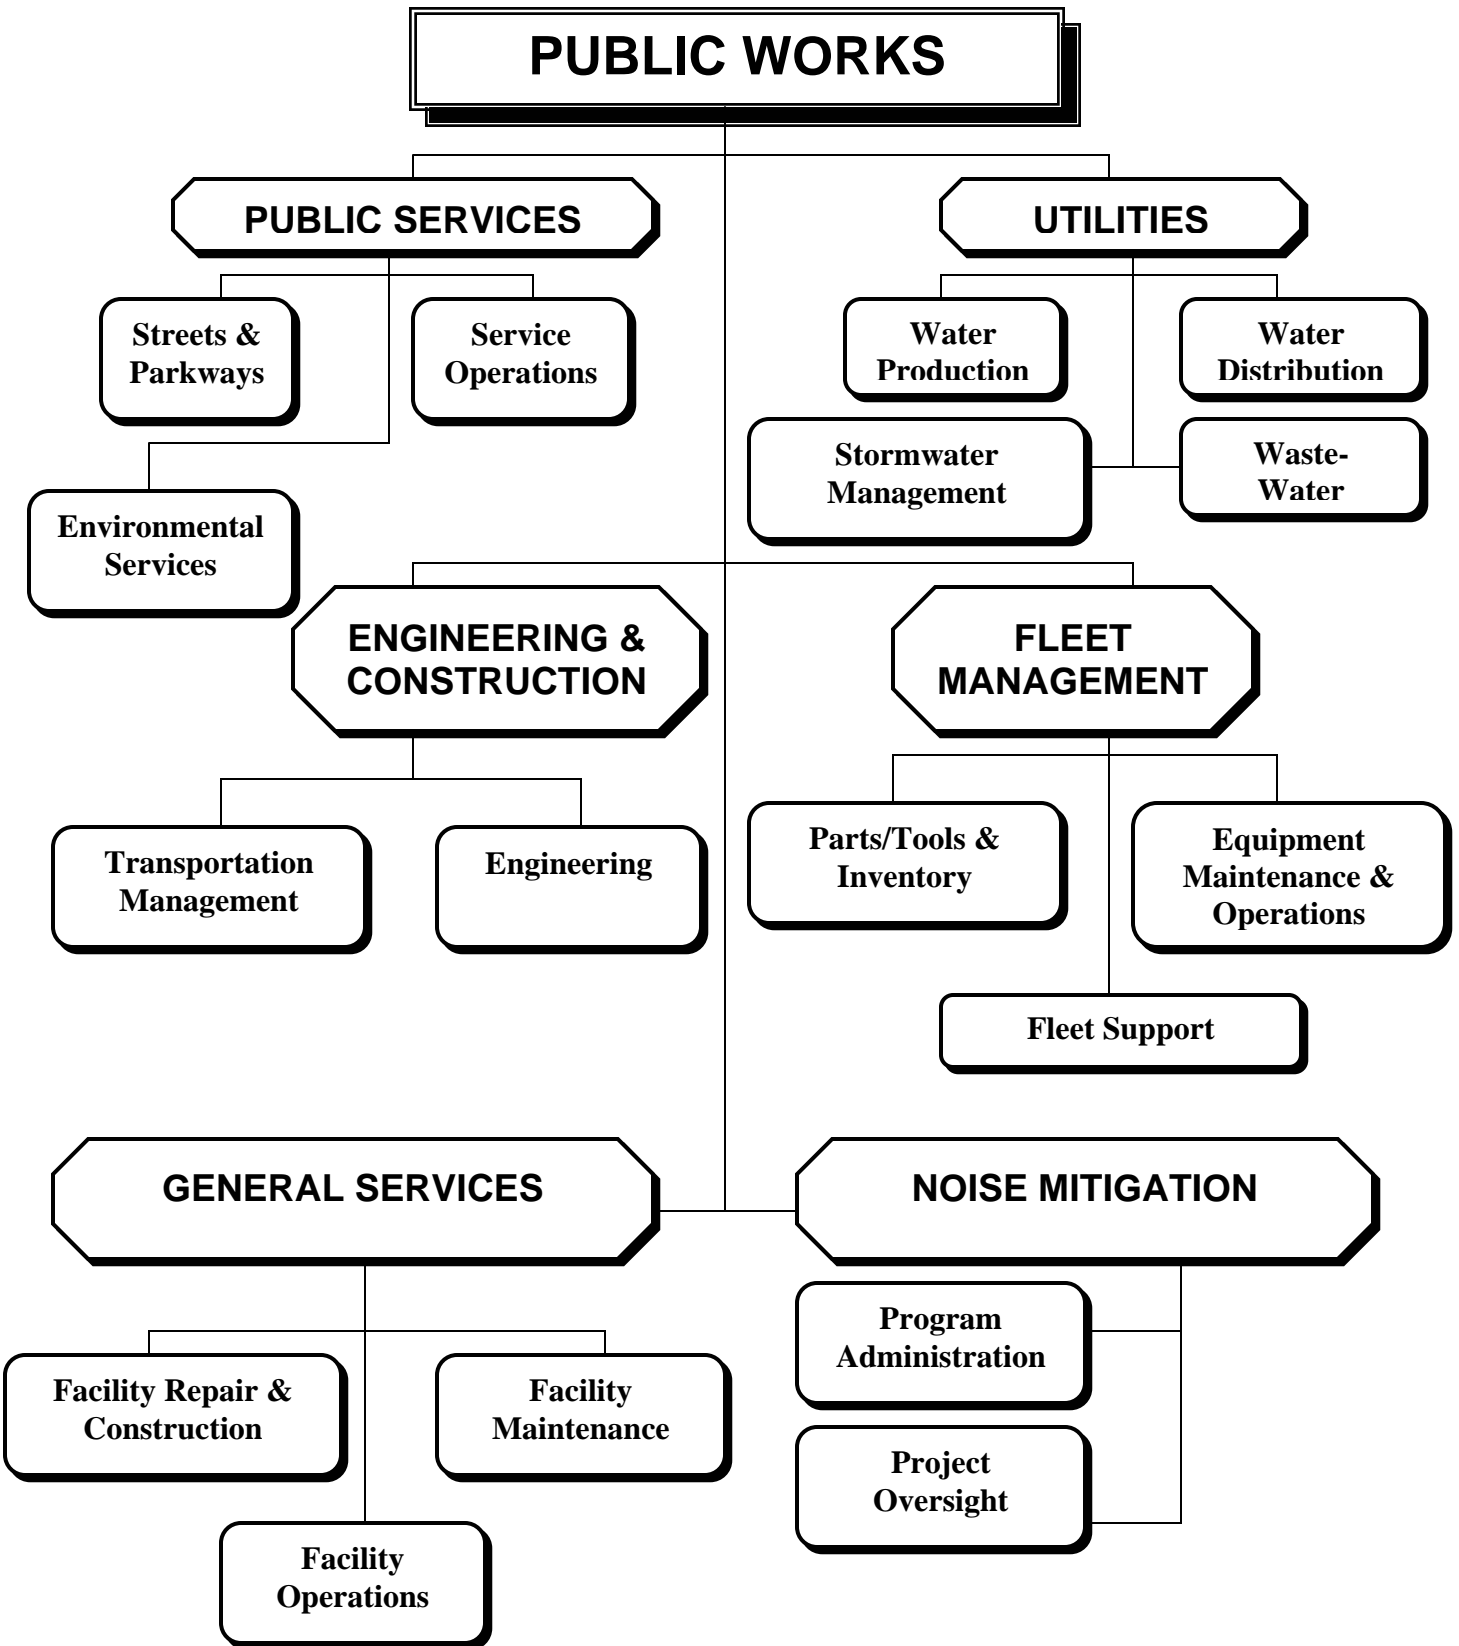 PUBLIC WORKS
PUBLIC SERVICES
UTILITIES
Streets &
Parkways
Service
Operations
Water
Production
Water
Distribution
Stormwater
Management
Waste-
Water
Environmental
Services
ENGINEERING &
CONSTRUCTION
FLEET
MANAGEMENT
Transportation
Management
Engineering
Parts/Tools &
Inventory
Equipment
Maintenance &
Operations
Fleet Support
GENERAL SERVICES
NOISE MITIGATION
Program
Administration
Facility Repair &
Construction
Facility
Maintenance
Project
Oversight
Facility
Operations